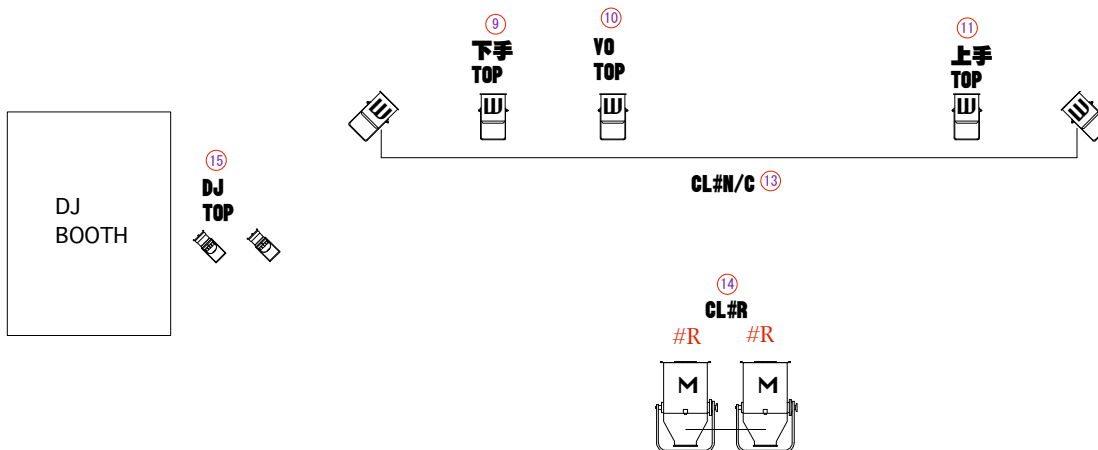 ⑨
下手
TOP
⑩
VO
TOP
⑪
上手
TOP
W
W
W
W
W
CL#N/C ⑬
⑮
DJ
TOP
DJ
BOOTH
⑭
CL#R
#R
#R
M
M